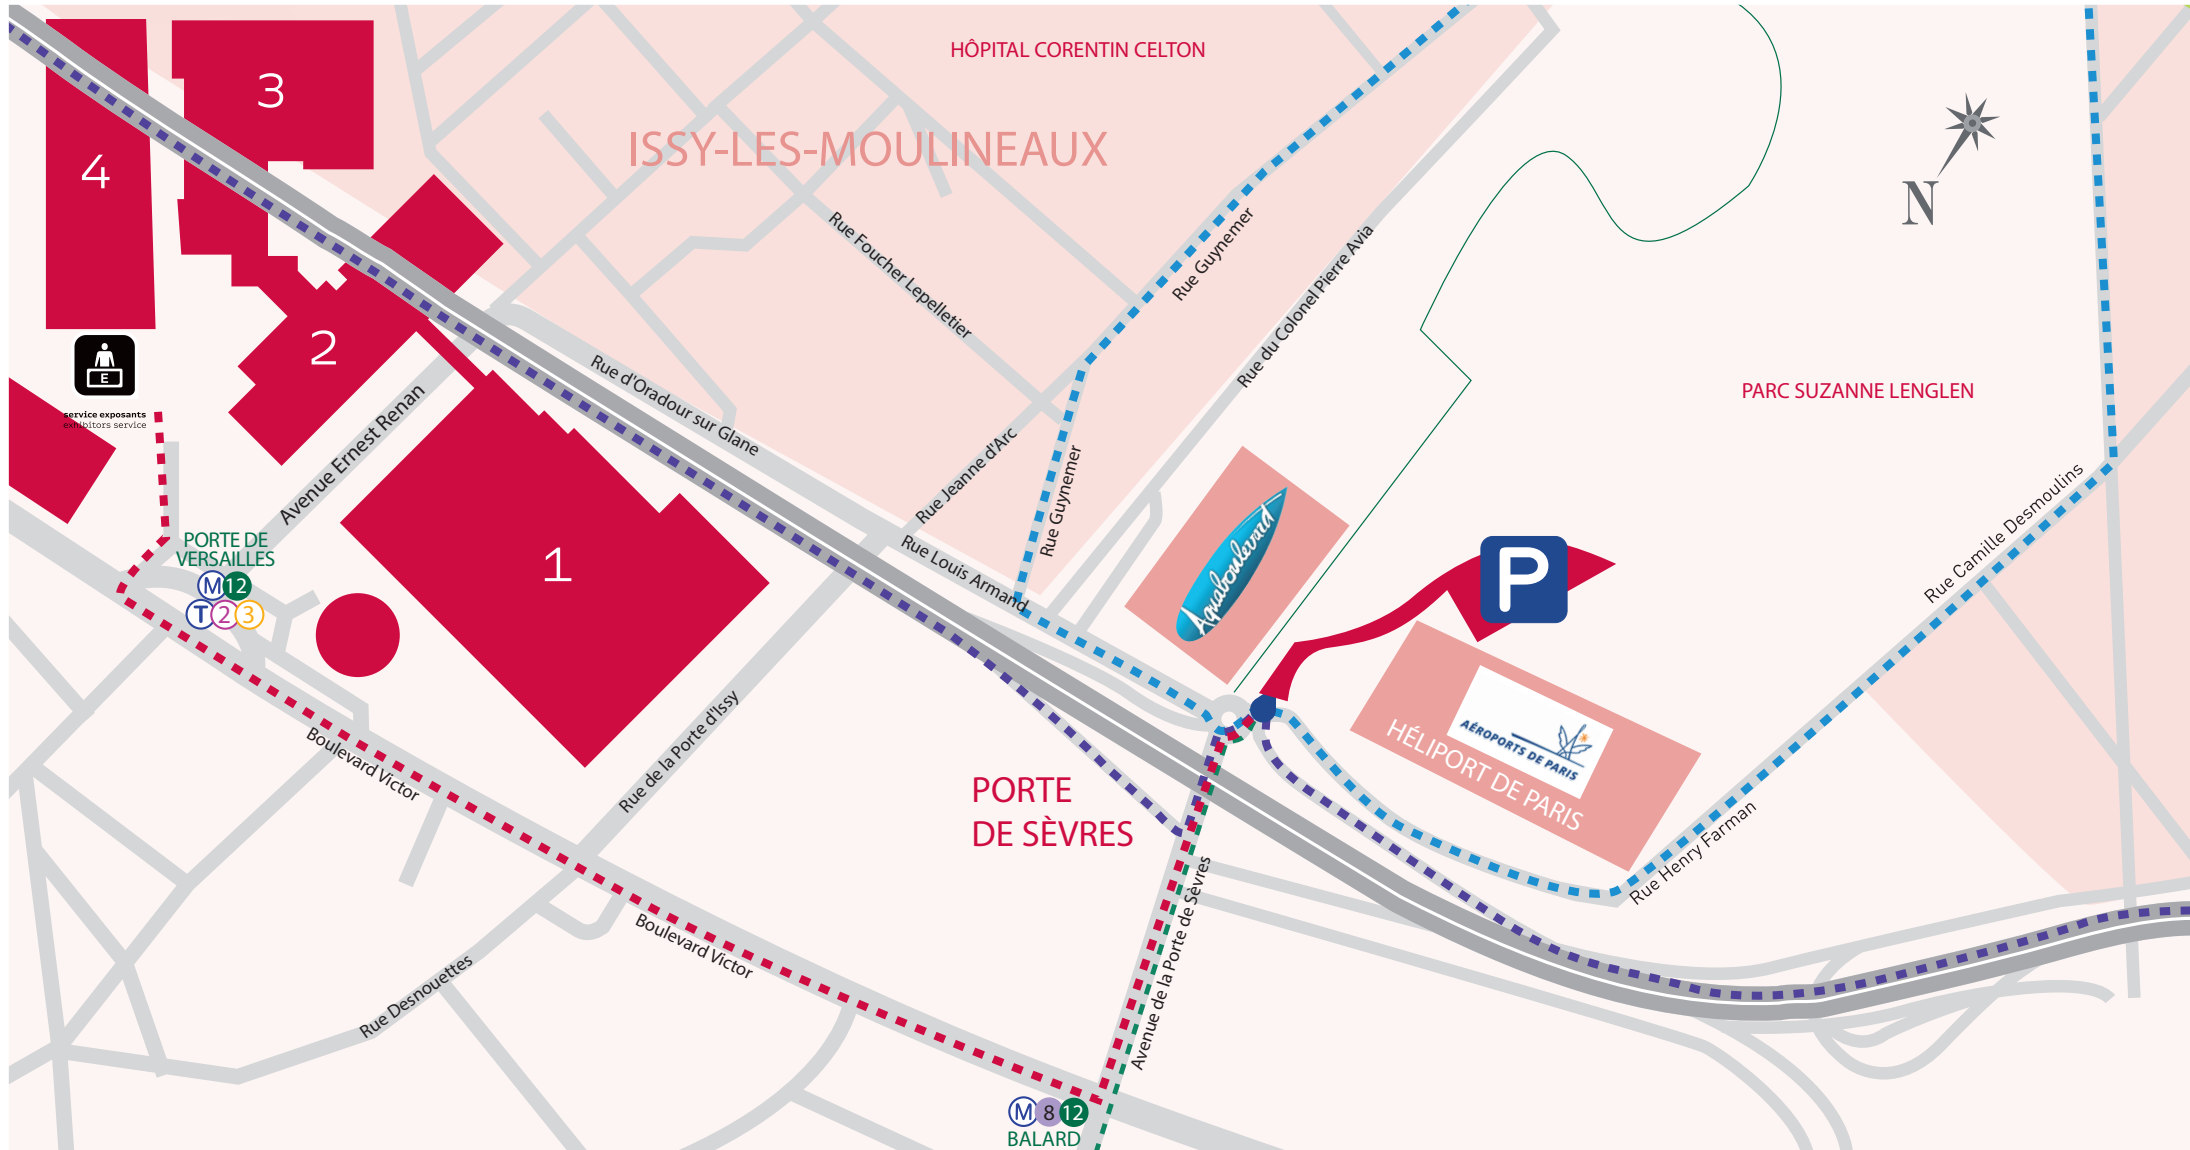 HÔPITAL CORENTIN CELTON
3
ISSY-LES-MOULINEAUX
4
N
Rue Foucher Lepelletier
Rue Guynemer
Rue du Colonel Pierre Avia
2
E
service exposants
exhibitors service
Avenue Ernest Renan
Rue d'Oradour sur Glane
PARC SUZANNE LENGLEN
Rue Jeanne d'Arc
Rue Guynemer
Aquaboulevard
P
Rue Camille Desmoulins
PORTE DE
VERSAILLES
M 12
T 2 3
1
Rue Louis Armand
Rue de la Porte d'Issy
Boulevard Victor
AÉROPORTS DE PARIS
HÉLIPORT DE PARIS
PORTE
DE SÈVRES
Rue Henry Farman
Avenue de la Porte de Sèvres
Boulevard Victor
Rue Desnouettes
M 8 12
BALARD